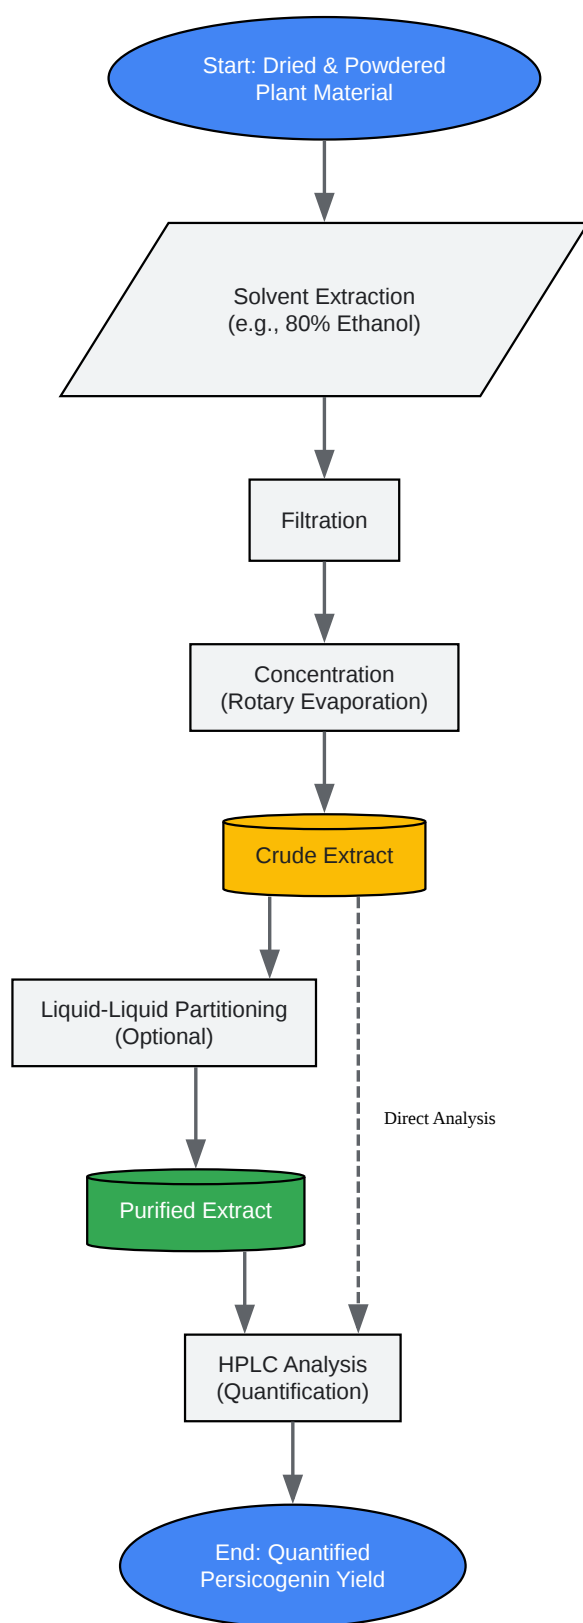 Start: Dried & Powdered
Plant Material
Solvent Extraction
(e.g., 80% Ethanol)
Filtration
Concentration
(Rotary Evaporation)
Crude Extract
Liquid-Liquid Partitioning
(Optional)
Direct Analysis
Purified Extract
HPLC Analysis
(Quantification)
End: Quantified
Persicogenin Yield